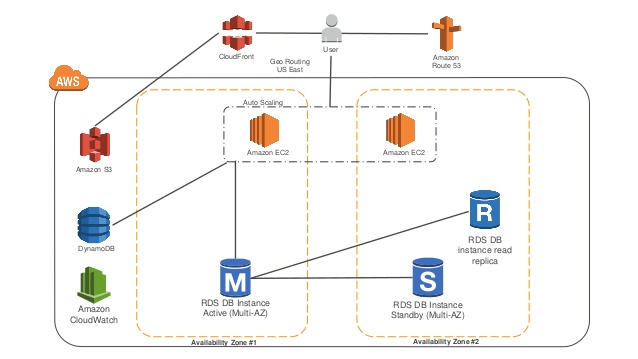 CloudFront
User
Amazon
Route 53
Geo Routing
US East
AWS
Auto Scaling
Amazon EC2
Amazon EC2
Amazon S3
DynamoDB
R
RDS DB
instance read
replica
Amazon
CloudWatch
M
RDS DB Instance
Active (Multi-AZ)
S
RDS DB Instance
Standby (Multi-AZ)
Availability Zone #1
Availability Zone #2